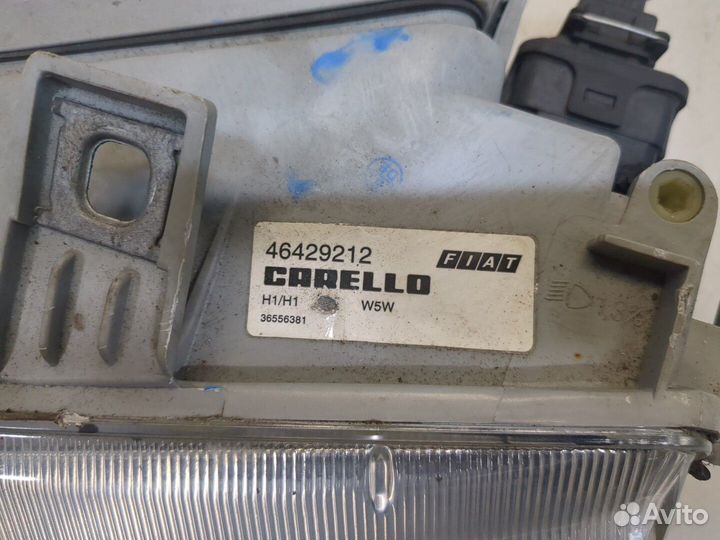 46429212
FIAT
CARELLO
H1/H1 W5W
36556381
Avito